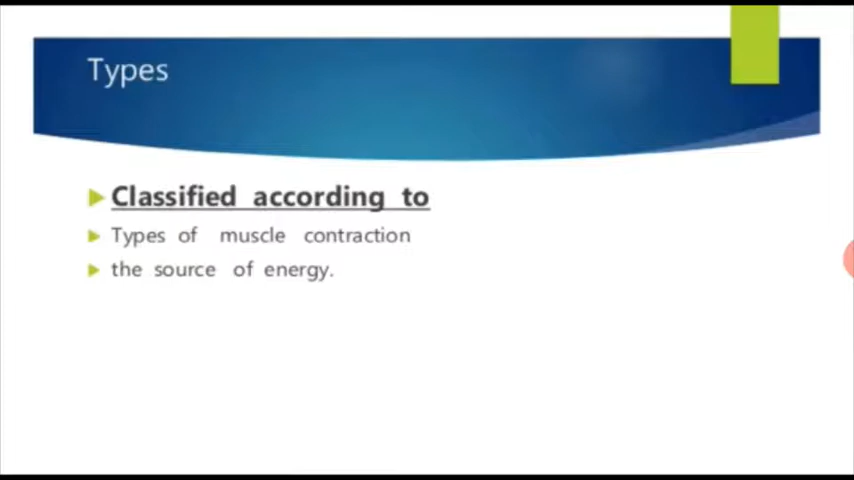 Types
Classified according to
Types of muscle contraction
the source of energy.